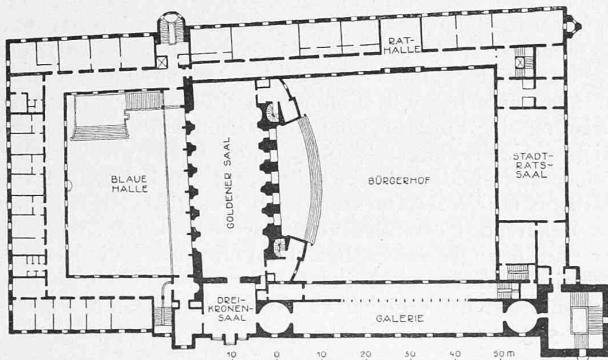 RAT-
HALLE
BLAUE
HALLE
GOLDENER SAAL
BÜRGERHOF
STADT-
RATS-
SAAL
DREI-
KRONEN-
SAAL
GALERIE
10 0 10 20 30 40 50 m